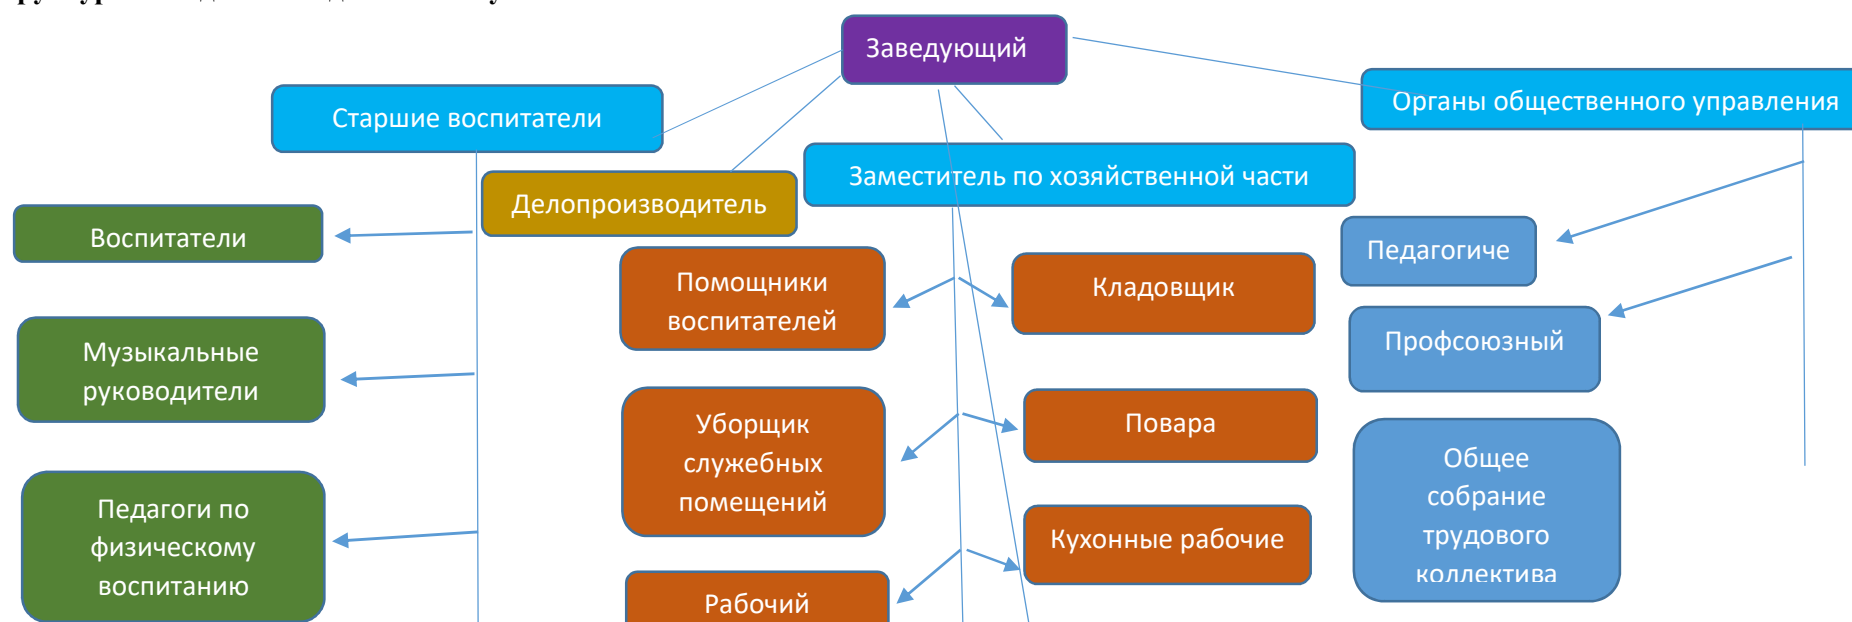 Заведующий
Старшие воспитатели
Органы общественного управления
Делопроизводитель
Заместитель по хозяйственной части
Воспитатели
Помощники
воспитателей
Кладовщик
Педагогиче
Музыкальные
руководители
Профсоюзный
Уборщик
служебных
помещений
Повара
Общее
собрание
трудового
коллектива
Педагоги по
физическому
воспитанию
Кухонные рабочие
Рабочий